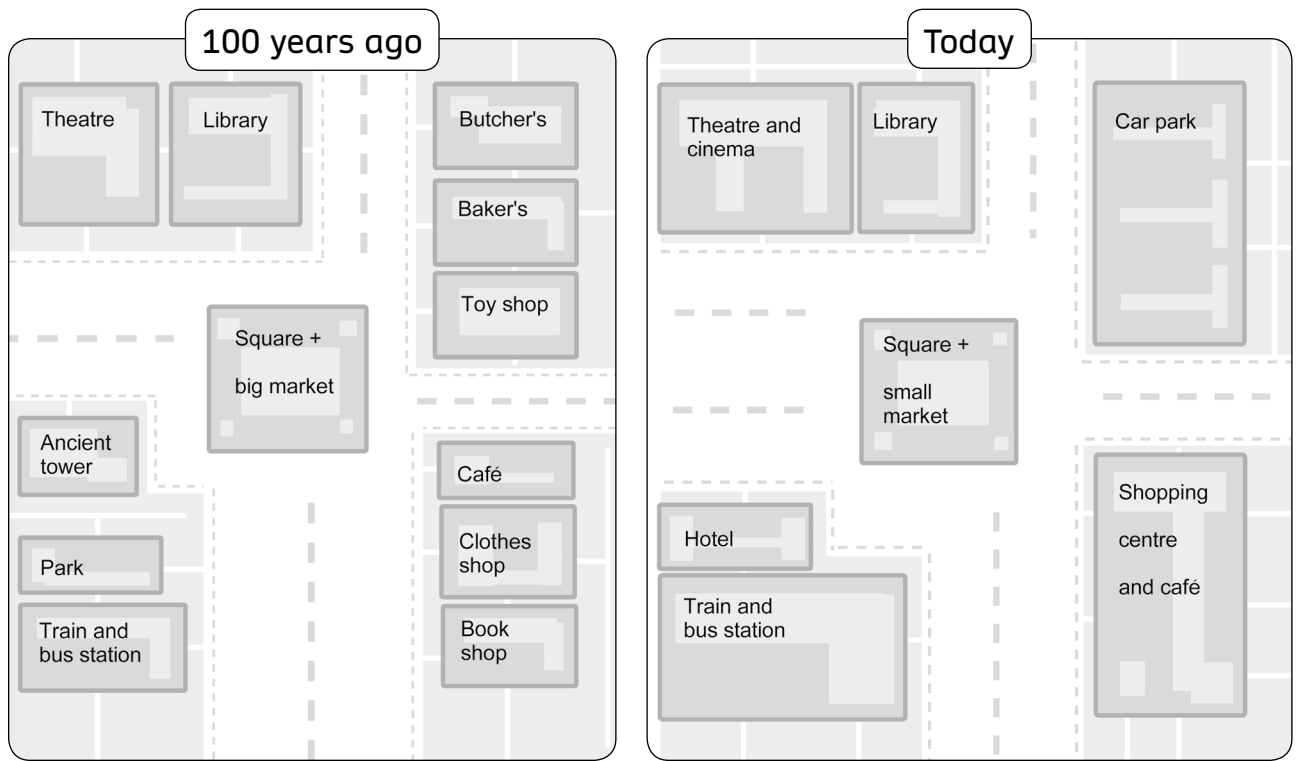 100 years ago
Theatre
Library
Butcher's
Baker's
Toy shop
Square +
big market
Ancient
tower
Park
Train and
bus station
Café
Clothes
shop
Book
shop
Today
Theatre and
cinema
Library
Car park
Square +
small
market
Hotel
Train and
bus station
Shopping
centre
and café